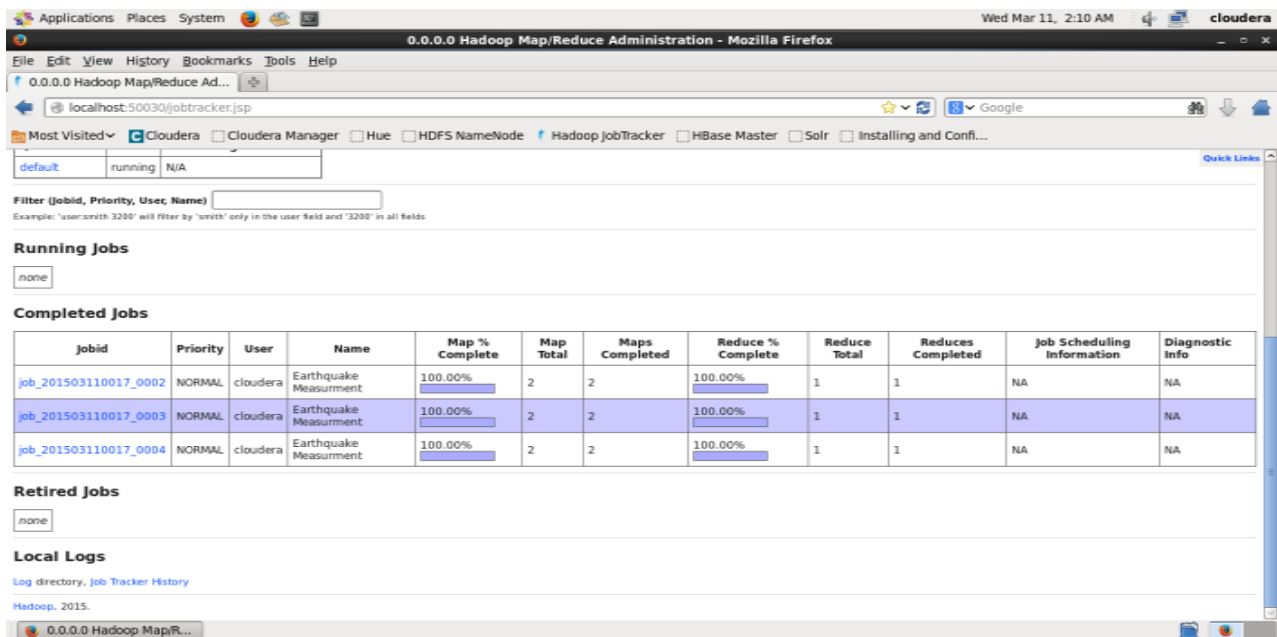 Applications Places System Wed Mar 11, 2:10 AM cloudera
0.0.0.0 Hadoop Map/Reduce Administration - Mozilla Firefox
File Edit View History Bookmarks Tools Help
0.0.0.0 Hadoop Map/Reduce Ad...
localhost:50030/jobtracker.jsp Google
Most Visited Cloudera Cloudera Manager Hue HDFS NameNode Hadoop JobTracker HBase Master Solr Installing and Confi...
default running N/A Quick Links
Filter (Jobid, Priority, User, Name)
Example: 'user:smith 3200' will filter by 'smith' only in the user field and '3200' in all fields
Running Jobs
none
Completed Jobs
Jobid Priority User Name Map % Complete Map Total Maps Completed Reduce % Complete Reduce Total Reduces Completed Job Scheduling Information Diagnostic Info
job_201503110017_0002 NORMAL cloudera Earthquake Measurment 100.00% 2 2 100.00% 1 1 NA NA
job_201503110017_0003 NORMAL cloudera Earthquake Measurment 100.00% 2 2 100.00% 1 1 NA NA
job_201503110017_0004 NORMAL cloudera Earthquake Measurment 100.00% 2 2 100.00% 1 1 NA NA
Retired Jobs
none
Local Logs
Log directory, Job Tracker History
Hadoop, 2015.
0.0.0.0 Hadoop Map/R...